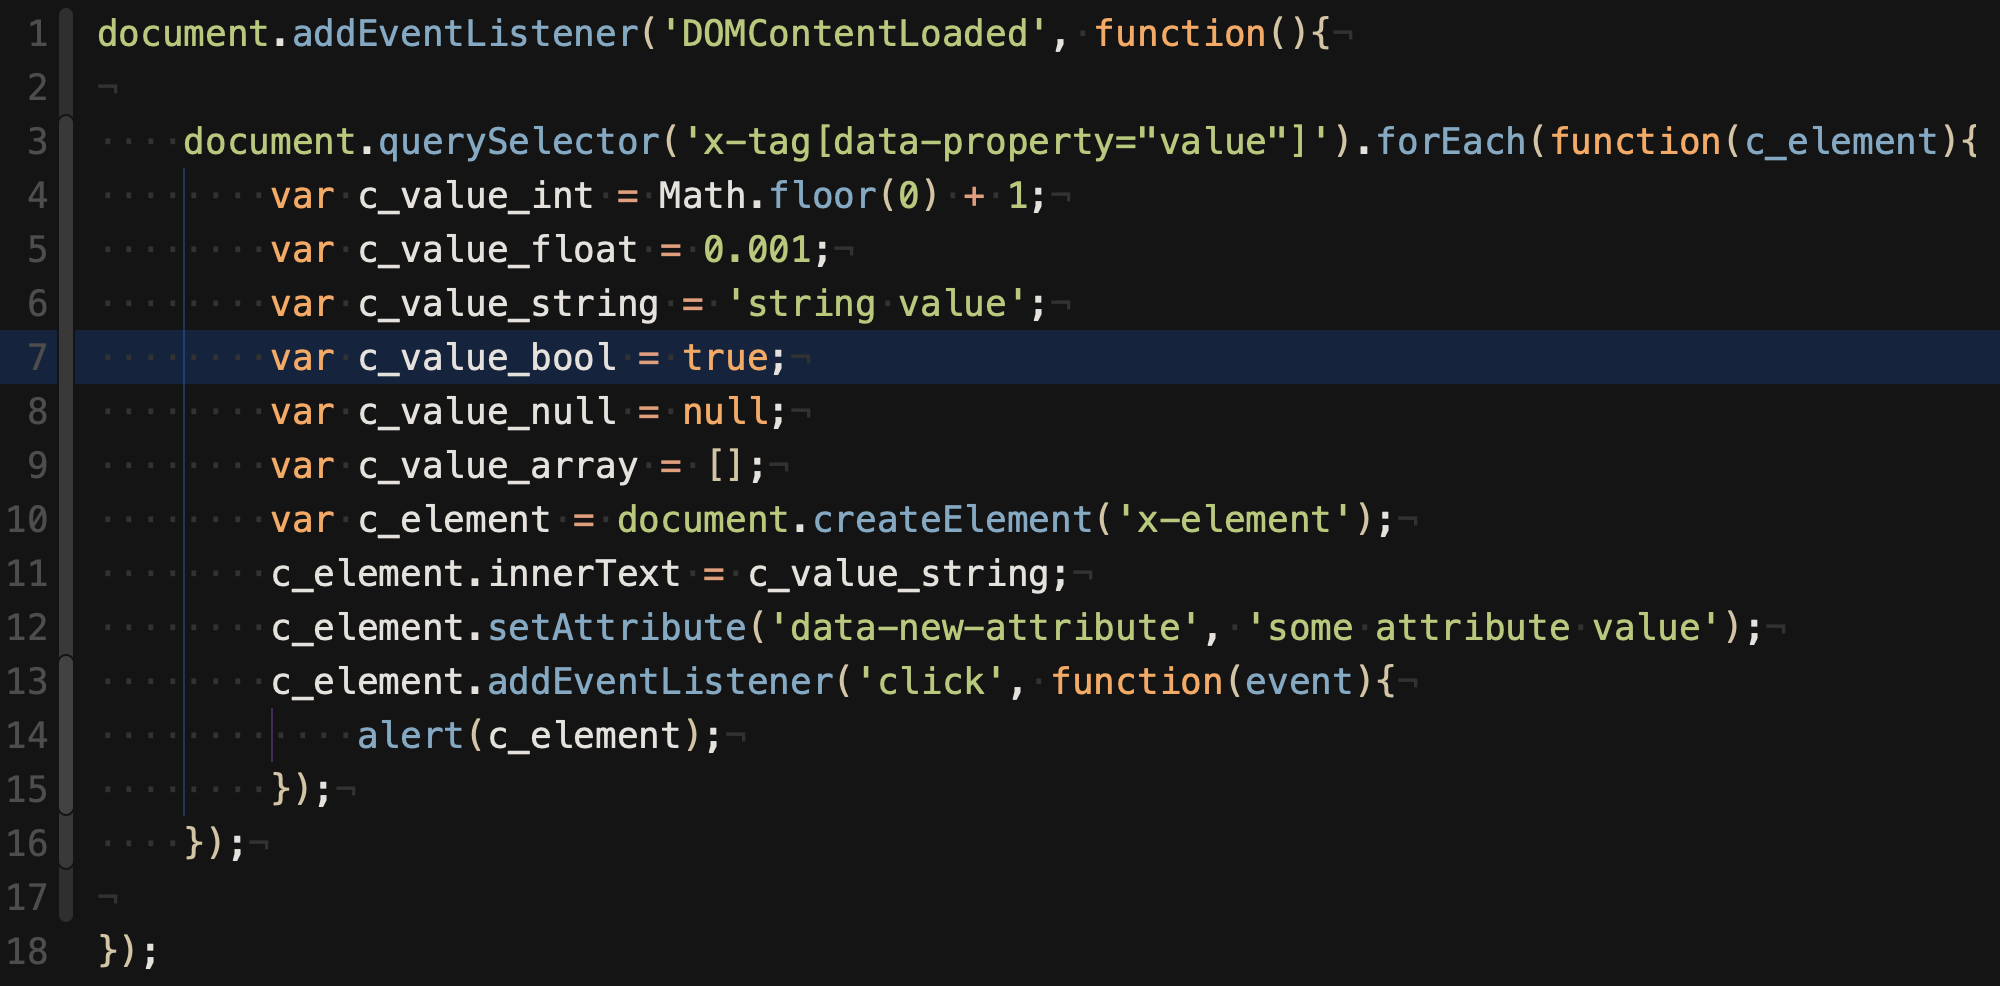 1 document.addEventListener('DOMContentLoaded', function(){¬
2 ¬
3 ····document.querySelector('x-tag[data-property="value"]').forEach(function(c_element){
4 ········var·c_value_int·=·Math.floor(0)·+·1;¬
5 ········var·c_value_float·=·0.001;¬
6 ········var·c_value_string·=·'string·value';¬
7 ········var·c_value_bool·=·true;¬
8 ········var·c_value_null·=·null;¬
9 ········var·c_value_array·=·[];¬
10 ········var·c_element·=·document.createElement('x-element');¬
11 ········c_element.innerText·=·c_value_string;¬
12 ········c_element.setAttribute('data-new-attribute',·'some·attribute·value');¬
13 ········c_element.addEventListener('click',·function(event){¬
14 ············alert(c_element);¬
15 ········});¬
16 ····});¬
17 ¬
18 });